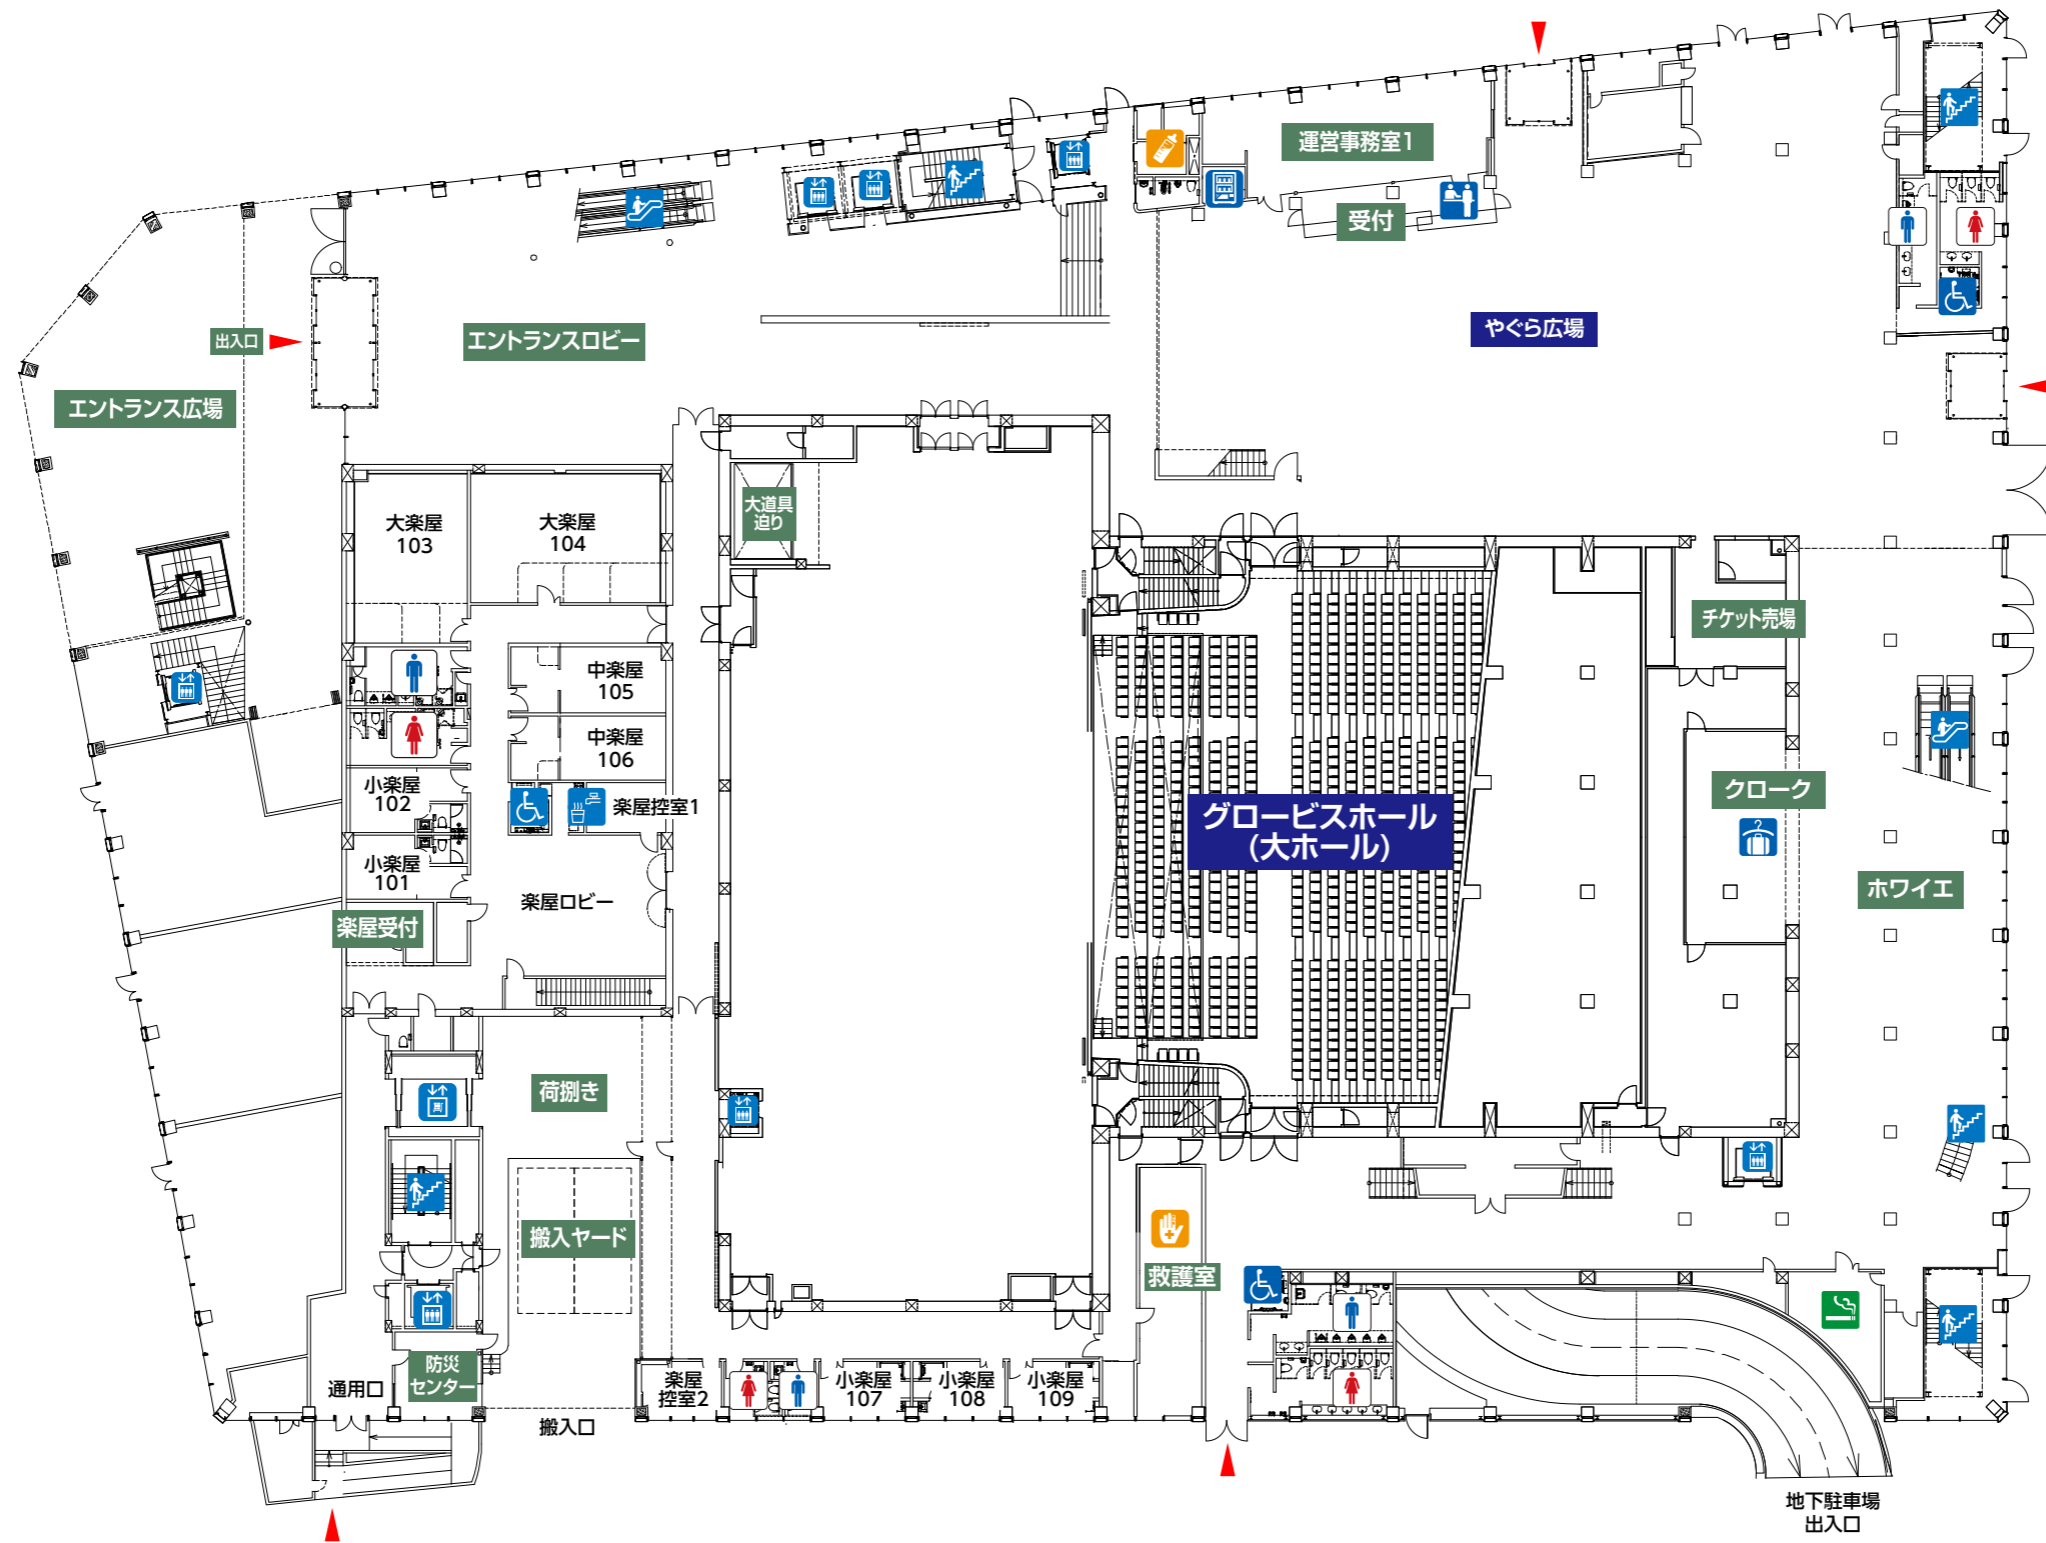 運営事務室1
受付
出入口
エントランスロビー
やぐら広場
エントランス広場
大楽屋
103
大楽屋
104
大道具
迫り
チケット売場
中楽屋
105
中楽屋
106
小楽屋
102
楽屋控室1
グロービスホール
(大ホール)
クローク
小楽屋
101
楽屋ロビー
ホワイエ
楽屋受付
荷捌き
搬入ヤード
救護室
防災
センター
通用口
楽屋
控室2
小楽屋
107
小楽屋
108
小楽屋
109
搬入口
地下駐車場
出入口